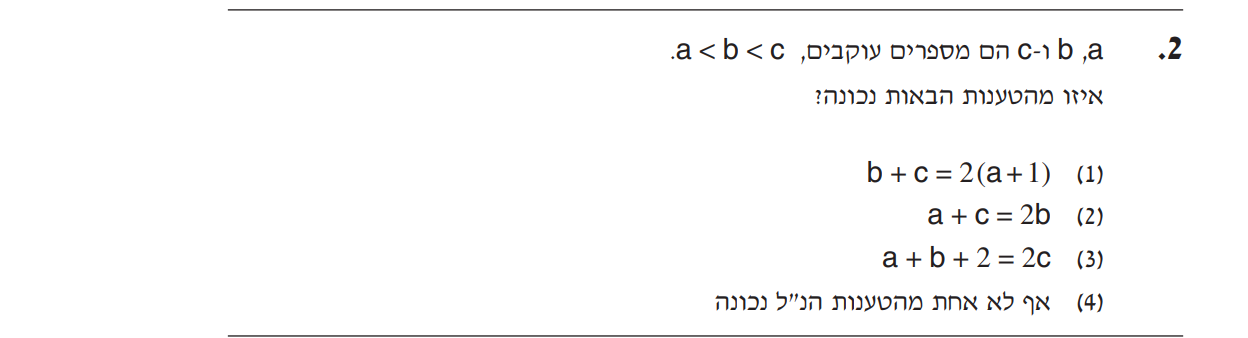 2. a, b ו-c הם מספרים עוקבים, a < b < c.
איזו מהטענות הבאות נכונה?
(1) b + c = 2(a + 1)
(2) a + c = 2b
(3) a + b + 2 = 2c
(4) אף לא אחת מהטענות הנ"ל נכונה